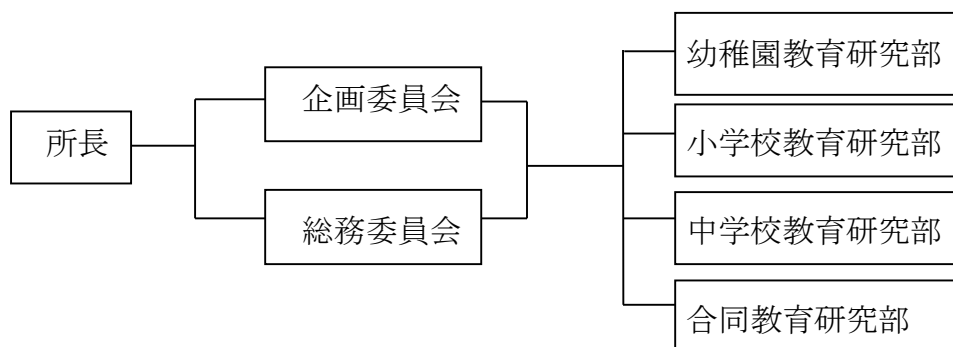 所長
企画委員会
総務委員会
幼稚園教育研究部
小学校教育研究部
中学校教育研究部
合同教育研究部